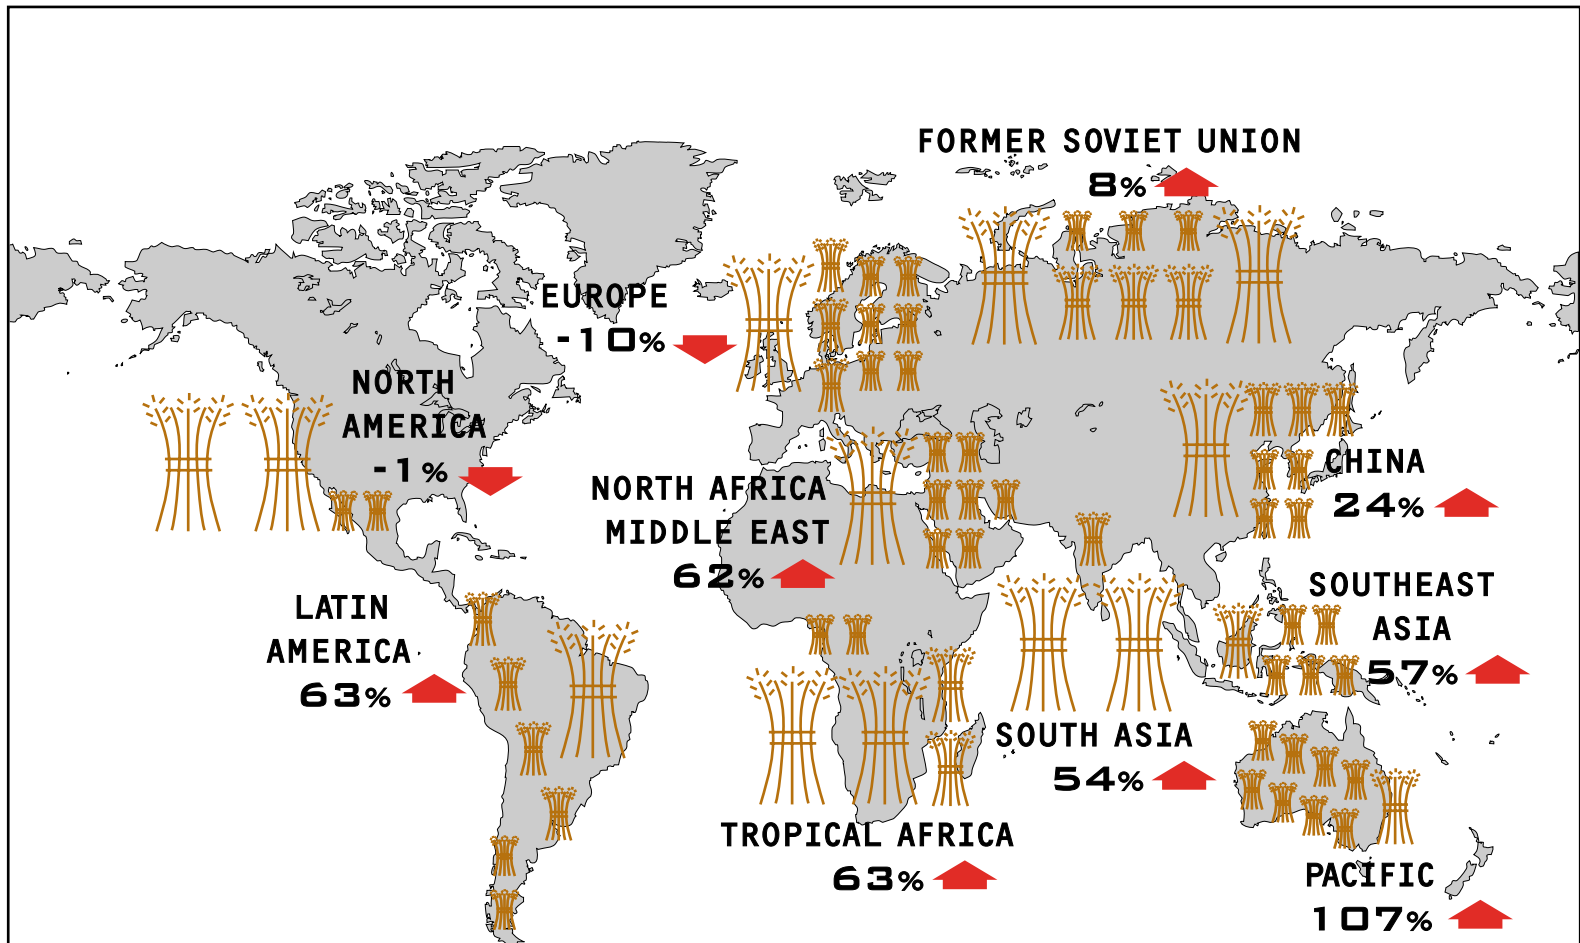 FORMER SOVIET UNION
8%
EUROPE
-10%
NORTH
AMERICA
-1%
CHINA
24%
NORTH AFRICA
MIDDLE EAST
62%
SOUTHEAST
ASIA
57%
LATIN
AMERICA
63%
SOUTH ASIA
54%
TROPICAL AFRICA
63%
PACIFIC
107%